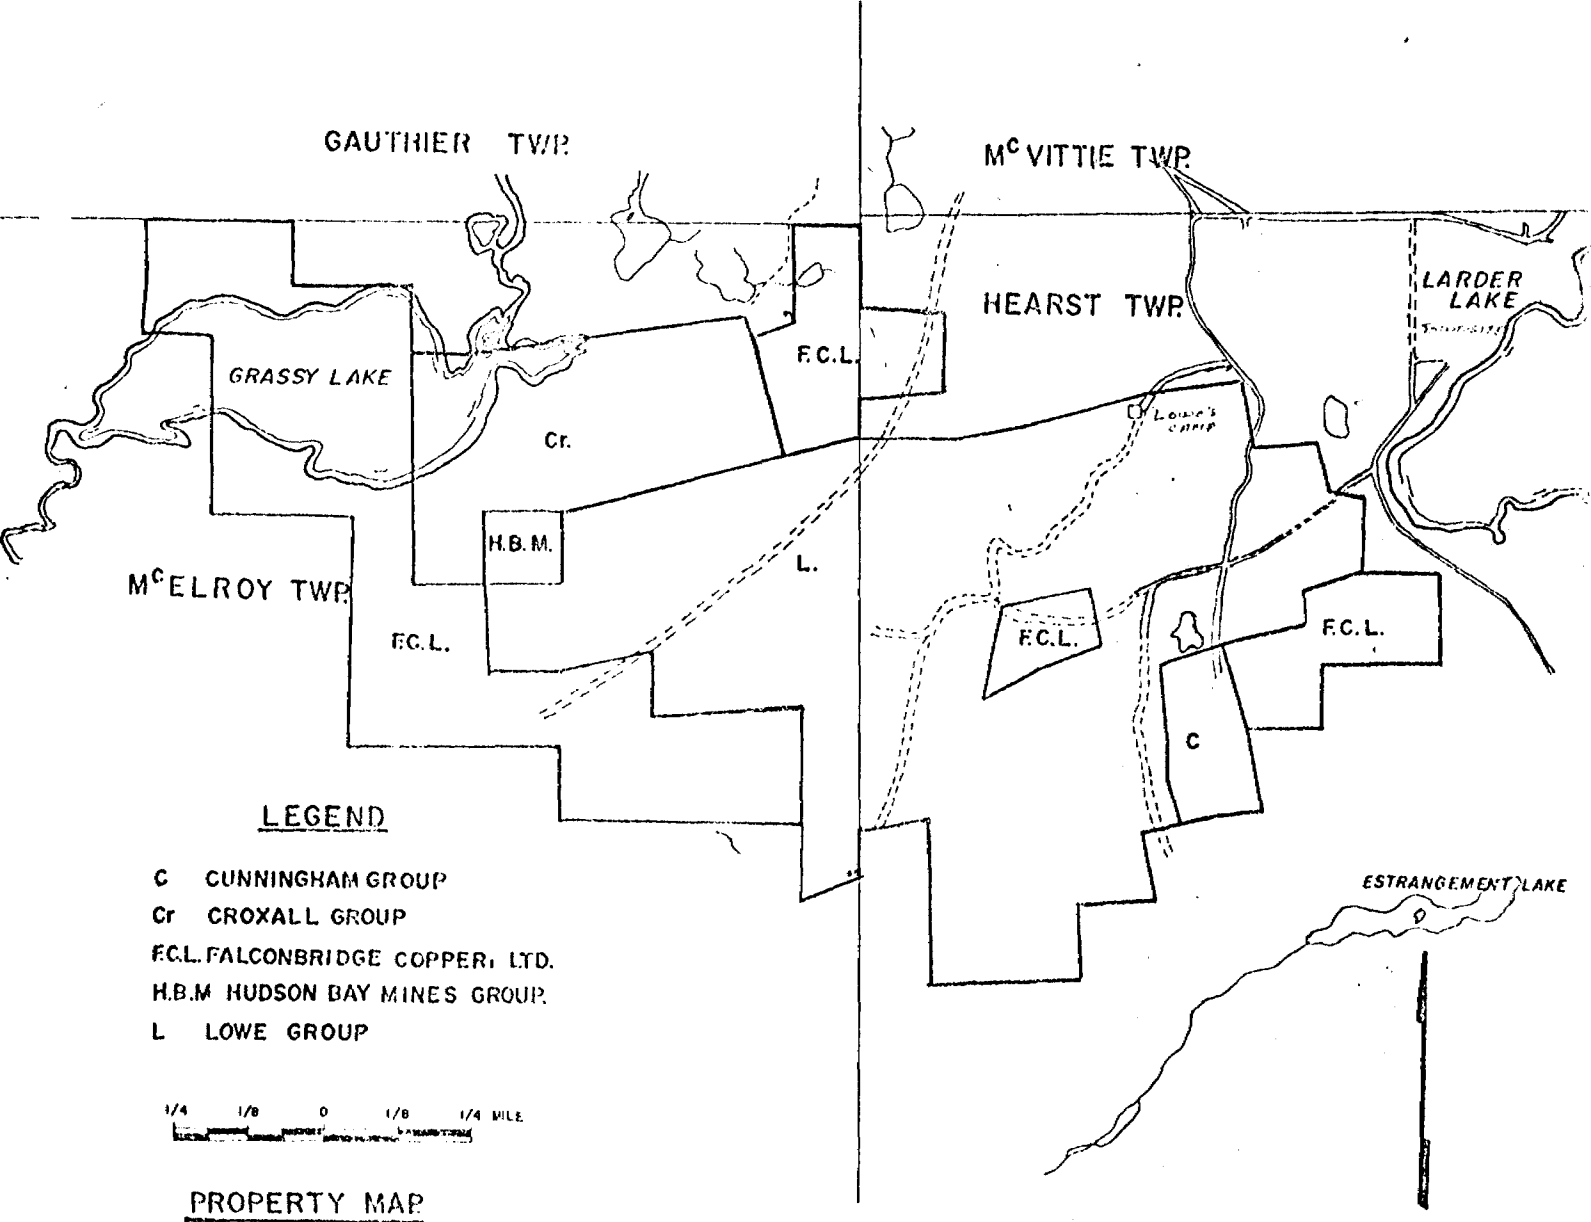 GAUTHIER TWP.
McVITTIE TWP.
HEARST TWP.
LARDER
LAKE
GRASSY LAKE
F.C.L.
Lowe's
camp
Cr.
H.B.M.
L.
McELROY TWP.
F.C.L.
F.C.L.
F.C.L.
C
LEGEND
C CUNNINGHAM GROUP
Cr CROXALL GROUP
F.C.L. FALCONBRIDGE COPPER, LTD.
H.B.M HUDSON BAY MINES GROUP.
L LOWE GROUP
ESTRANGEMENT LAKE
1/4 1/8 0 1/8 1/4 MILE
PROPERTY MAP